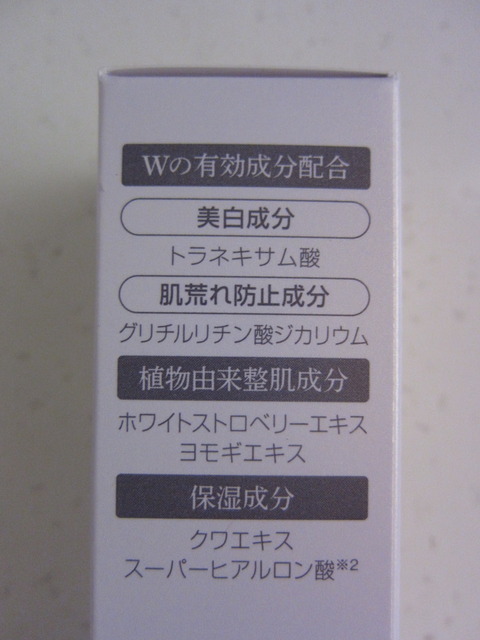 Wの有効成分配合
美白成分
トラネキサム酸
肌荒れ防止成分
グリチルリチン酸ジカリウム
植物由来整肌成分
ホワイトストロベリーエキス
ヨモギエキス
保湿成分
クワエキス
スーパーヒアルロン酸※2